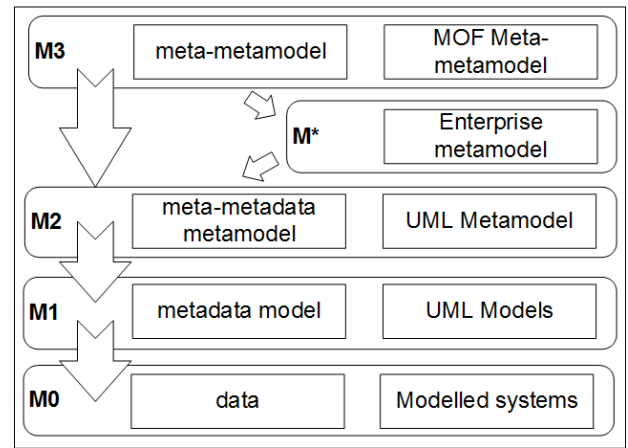 M3
meta-metamodel
MOF Meta-
metamodel
M*
Enterprise
metamodel
M2
meta-metadata
metamodel
UML Metamodel
M1
metadata model
UML Models
M0
data
Modelled systems